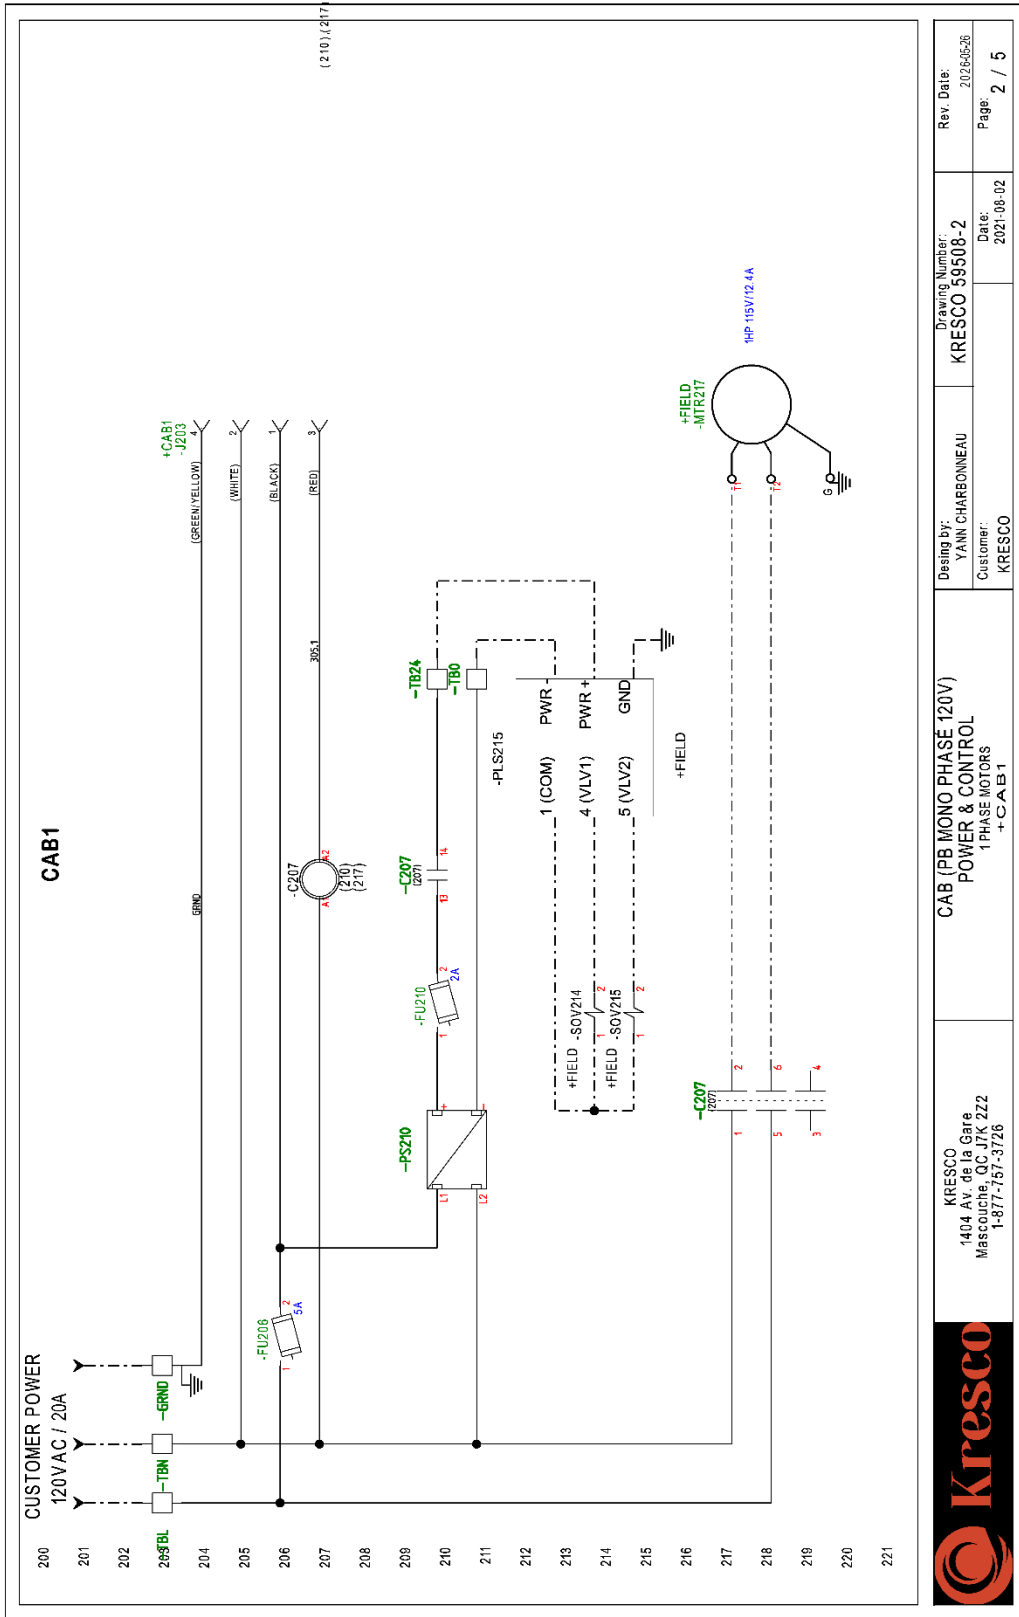 CAB1
CUSTOMER POWER
120VAC / 20A
200
201
202
203
204
205
206
207
208
209
210
211
212
213
214
215
216
217
218
219
220
221
-TBL
-TBN
-GRND
GRND
(GREEN/YELLOW)
(WHITE)
(BLACK)
(RED)
+CAB1
-J203
4
2
1
3
-FU206
1
2
5A
-C207
A1
A2
(210)
(217)
305.1
(210),(217)
-PS210
L1
L2
+
-
-FU210
1
2
2A
-C207
(207)
13
14
-TB24
-TB0
-PLS215
1 (COM)
PWR -
4 (VLV1)
PWR +
5 (VLV2)
GND
+FIELD
+FIELD
-SOV214
1
2
+FIELD
-SOV215
1
2
-C207
(207)
1
2
5
6
3
4
+FIELD
-MTR217
T1
T2
G
1HP 115V/12.4A
Kresco
KRESCO
1404 Av. de la Gare
Mascouche, QC J7K 2Z2
1-877-757-3726
CAB (PB MONO PHASE 120V)
POWER & CONTROL
1 PHASE MOTORS
+CAB1
Desing by:
YANN CHARBONNEAU
Customer:
KRESCO
Drawing Number:
KRESCO 59508-2
Date:
2021-08-02
Rev. Date:
2026-05-26
Page:
2 / 5